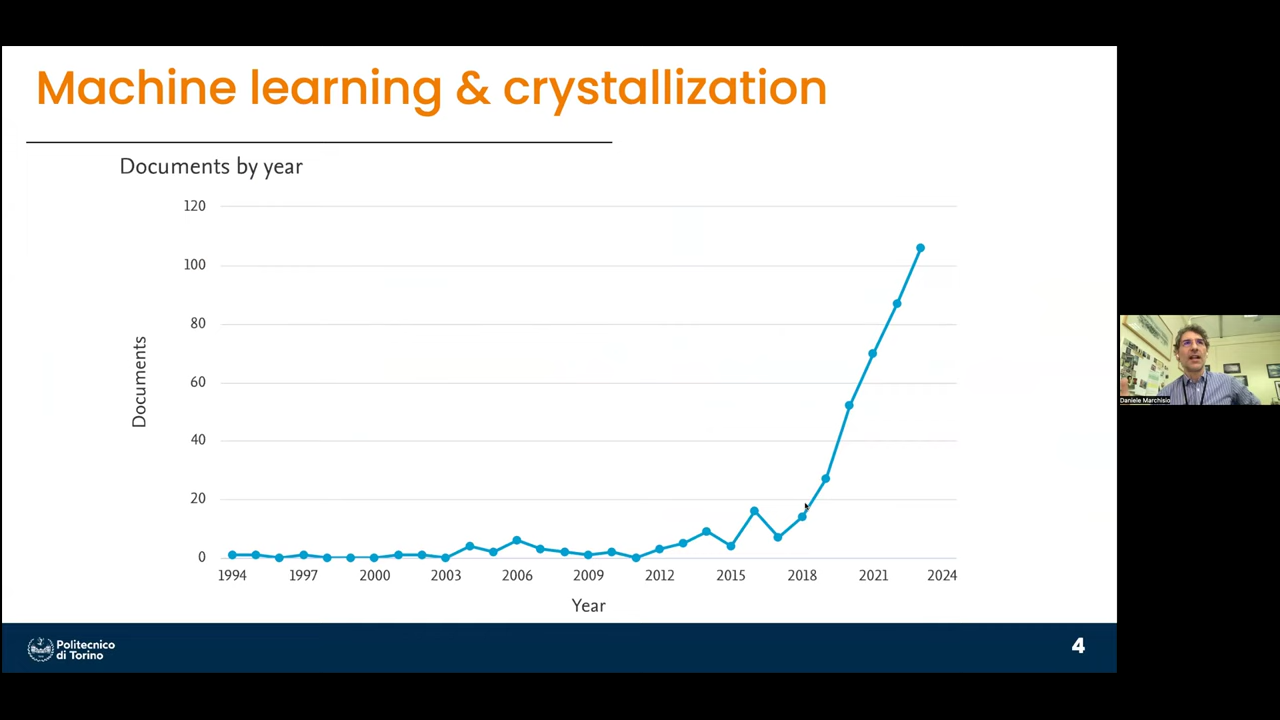 Machine learning & crystallization
Documents by year
120
100
80
60
40
20
0
Documents
1994 1997 2000 2003 2006 2009 2012 2015 2018 2021 2024
Year
Politecnico
di Torino
4
Daniele Marchisio